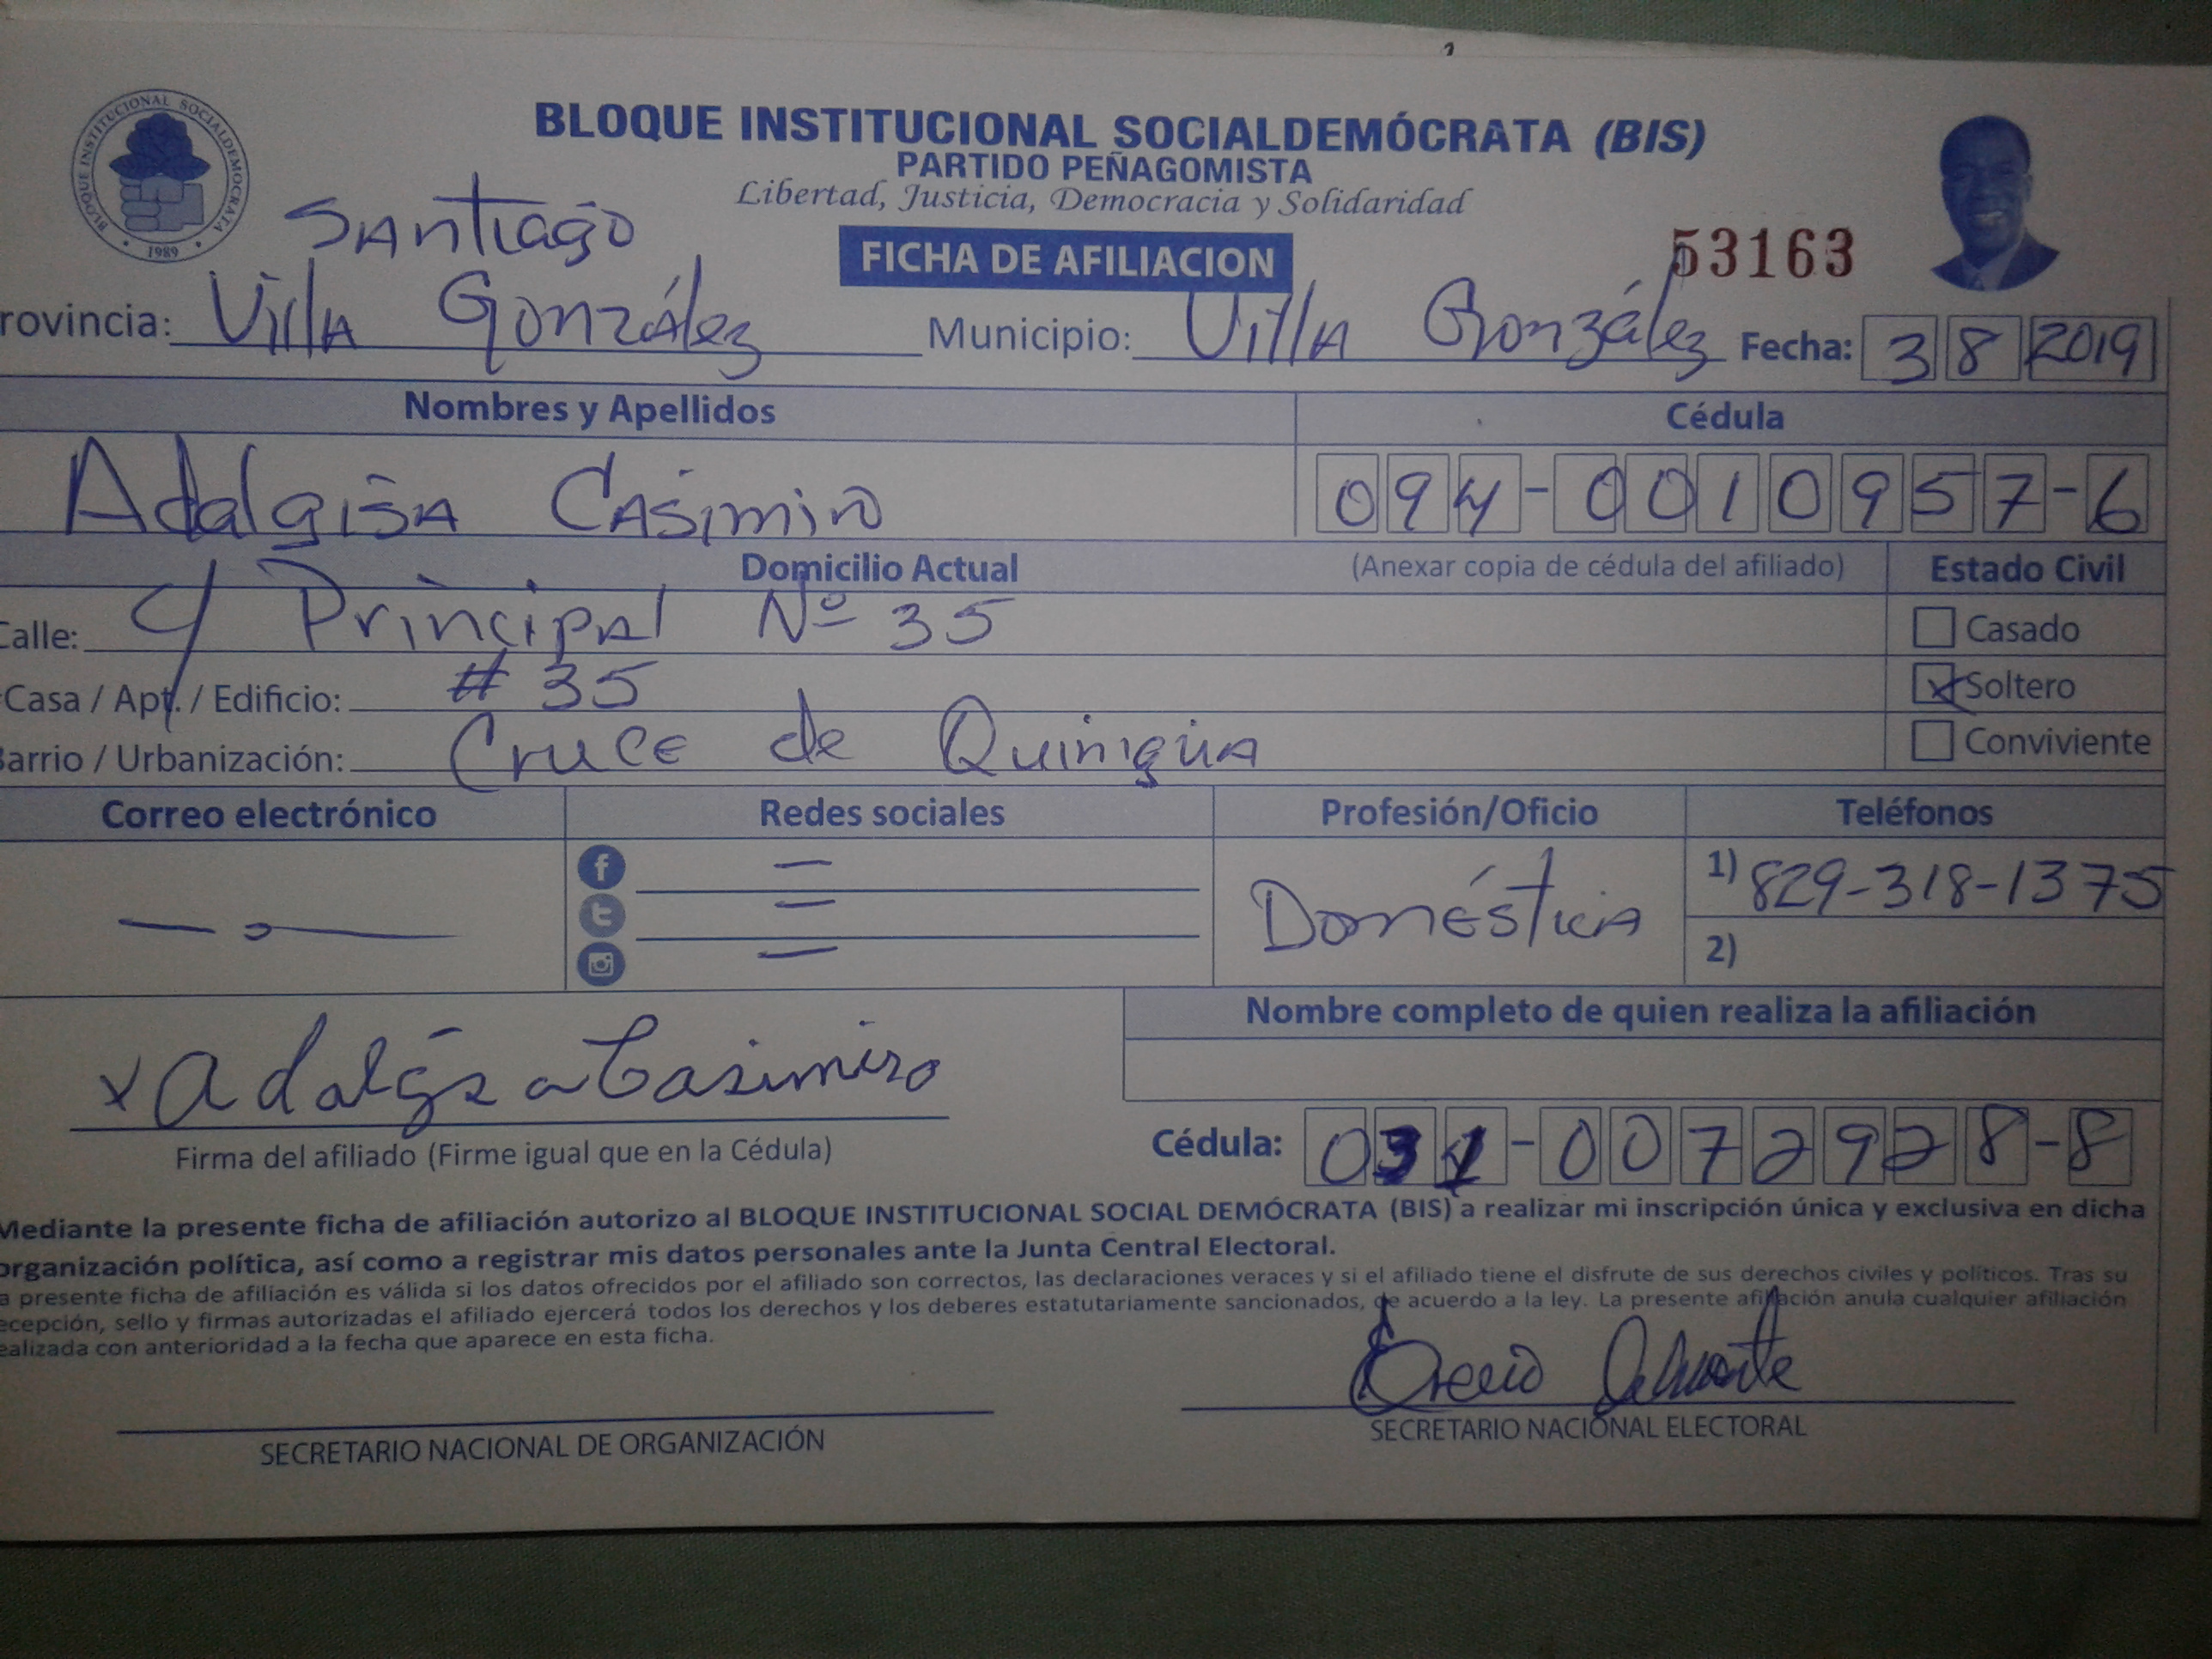 BLOQUE INSTITUCIONAL SOCIALDEMÓCRATA
1989
BLOQUE INSTITUCIONAL SOCIALDEMÓCRATA (BIS)
PARTIDO PEÑAGOMISTA
Libertad, Justicia, Democracia y Solidaridad
FICHA DE AFILIACION
53163
Santiago
rovincia: Villa González Municipio: Villa González Fecha: 3 8 2019
Nombres y Apellidos Cédula
Adalgisa Casimiro 094-0010957-6
Domicilio Actual (Anexar copia de cédula del afiliado) Estado Civil
Calle: C/ Principal Nº 35 Casado
Casa / Apt. / Edificio: # 35 x Soltero
Barrio / Urbanización: Cruce de Quinigüa Conviviente
Correo electrónico Redes sociales Profesión/Oficio Teléfonos
Doméstica 1) 829-318-1375
2)
Nombre completo de quien realiza la afiliación
x Adalgisa Casimiro
Firma del afiliado (Firme igual que en la Cédula) Cédula: 031-0072928-8
Mediante la presente ficha de afiliación autorizo al BLOQUE INSTITUCIONAL SOCIAL DEMÓCRATA (BIS) a realizar mi inscripción única y exclusiva en dicha
organización política, así como a registrar mis datos personales ante la Junta Central Electoral.
a presente ficha de afiliación es válida si los datos ofrecidos por el afiliado son correctos, las declaraciones veraces y si el afiliado tiene el disfrute de sus derechos civiles y políticos. Tras su
ecepción, sello y firmas autorizadas el afiliado ejercerá todos los derechos y los deberes estatutariamente sancionados, de acuerdo a la ley. La presente afiliación anula cualquier afiliación
ealizada con anterioridad a la fecha que aparece en esta ficha.
SECRETARIO NACIONAL DE ORGANIZACIÓN SECRETARIO NACIONAL ELECTORAL